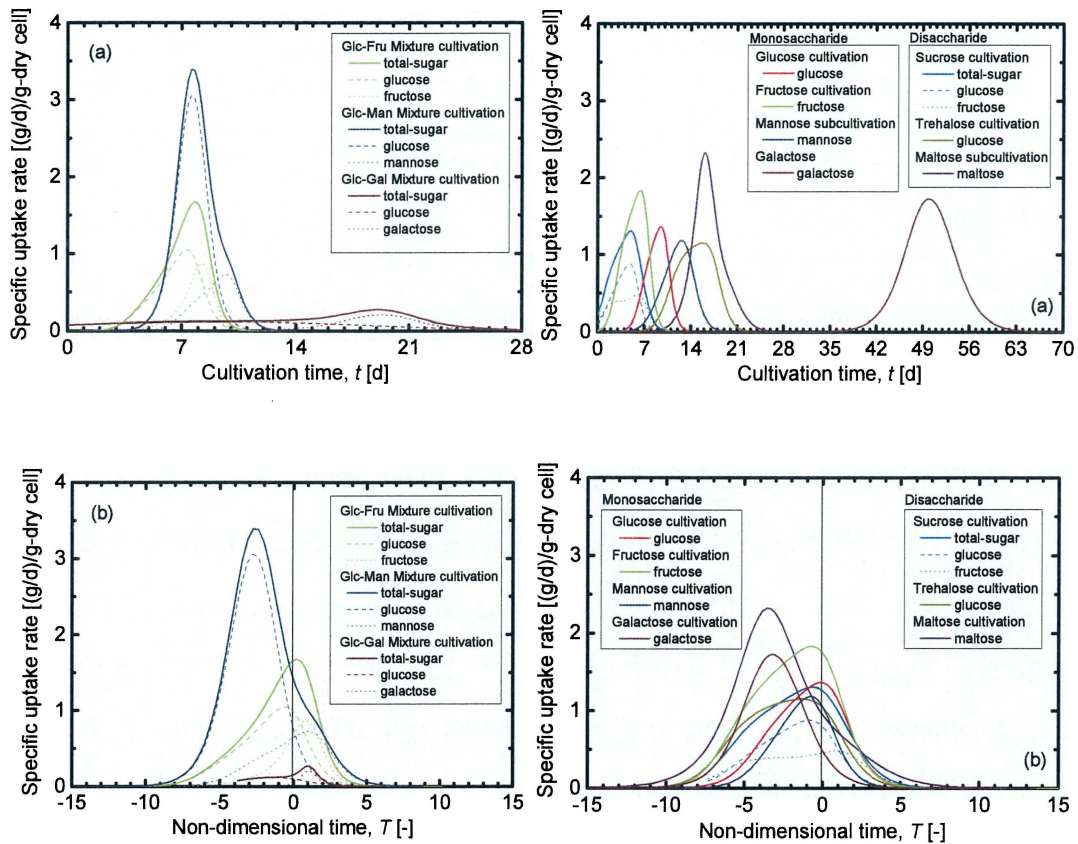 (a)
Specific uptake rate [(g/d)/g-dry cell]
4
3
2
1
0
Glc-Fru Mixture cultivation
total-sugar
glucose
fructose
Glc-Man Mixture cultivation
total-sugar
glucose
mannose
Glc-Gal Mixture cultivation
total-sugar
glucose
galactose
0 7 14 21 28
Cultivation time, t [d]
Specific uptake rate [(g/d)/g-dry cell]
4
3
2
1
0
Monosaccharide
Glucose cultivation
glucose
Fructose cultivation
fructose
Mannose subcultivation
mannose
Galactose
galactose
Disaccharide
Sucrose cultivation
total-sugar
glucose
fructose
Trehalose cultivation
glucose
Maltose subcultivation
maltose
(a)
0 7 14 21 28 35 42 49 56 63 70
Cultivation time, t [d]
(b)
Specific uptake rate [(g/d)/g-dry cell]
4
3
2
1
0
Glc-Fru Mixture cultivation
total-sugar
glucose
fructose
Glc-Man Mixture cultivation
total-sugar
glucose
mannose
Glc-Gal Mixture cultivation
total-sugar
glucose
galactose
-15 -10 -5 0 5 10 15
Non-dimensional time, T [-]
Specific uptake rate [(g/d)/g-dry cell]
4
3
2
1
0
Monosaccharide
Glucose cultivation
glucose
Fructose cultivation
fructose
Mannose cultivation
mannose
Galactose cultivation
galactose
Disaccharide
Sucrose cultivation
total-sugar
glucose
fructose
Trehalose cultivation
glucose
Maltose cultivation
maltose
(b)
-15 -10 -5 0 5 10 15
Non-dimensional time, T [-]